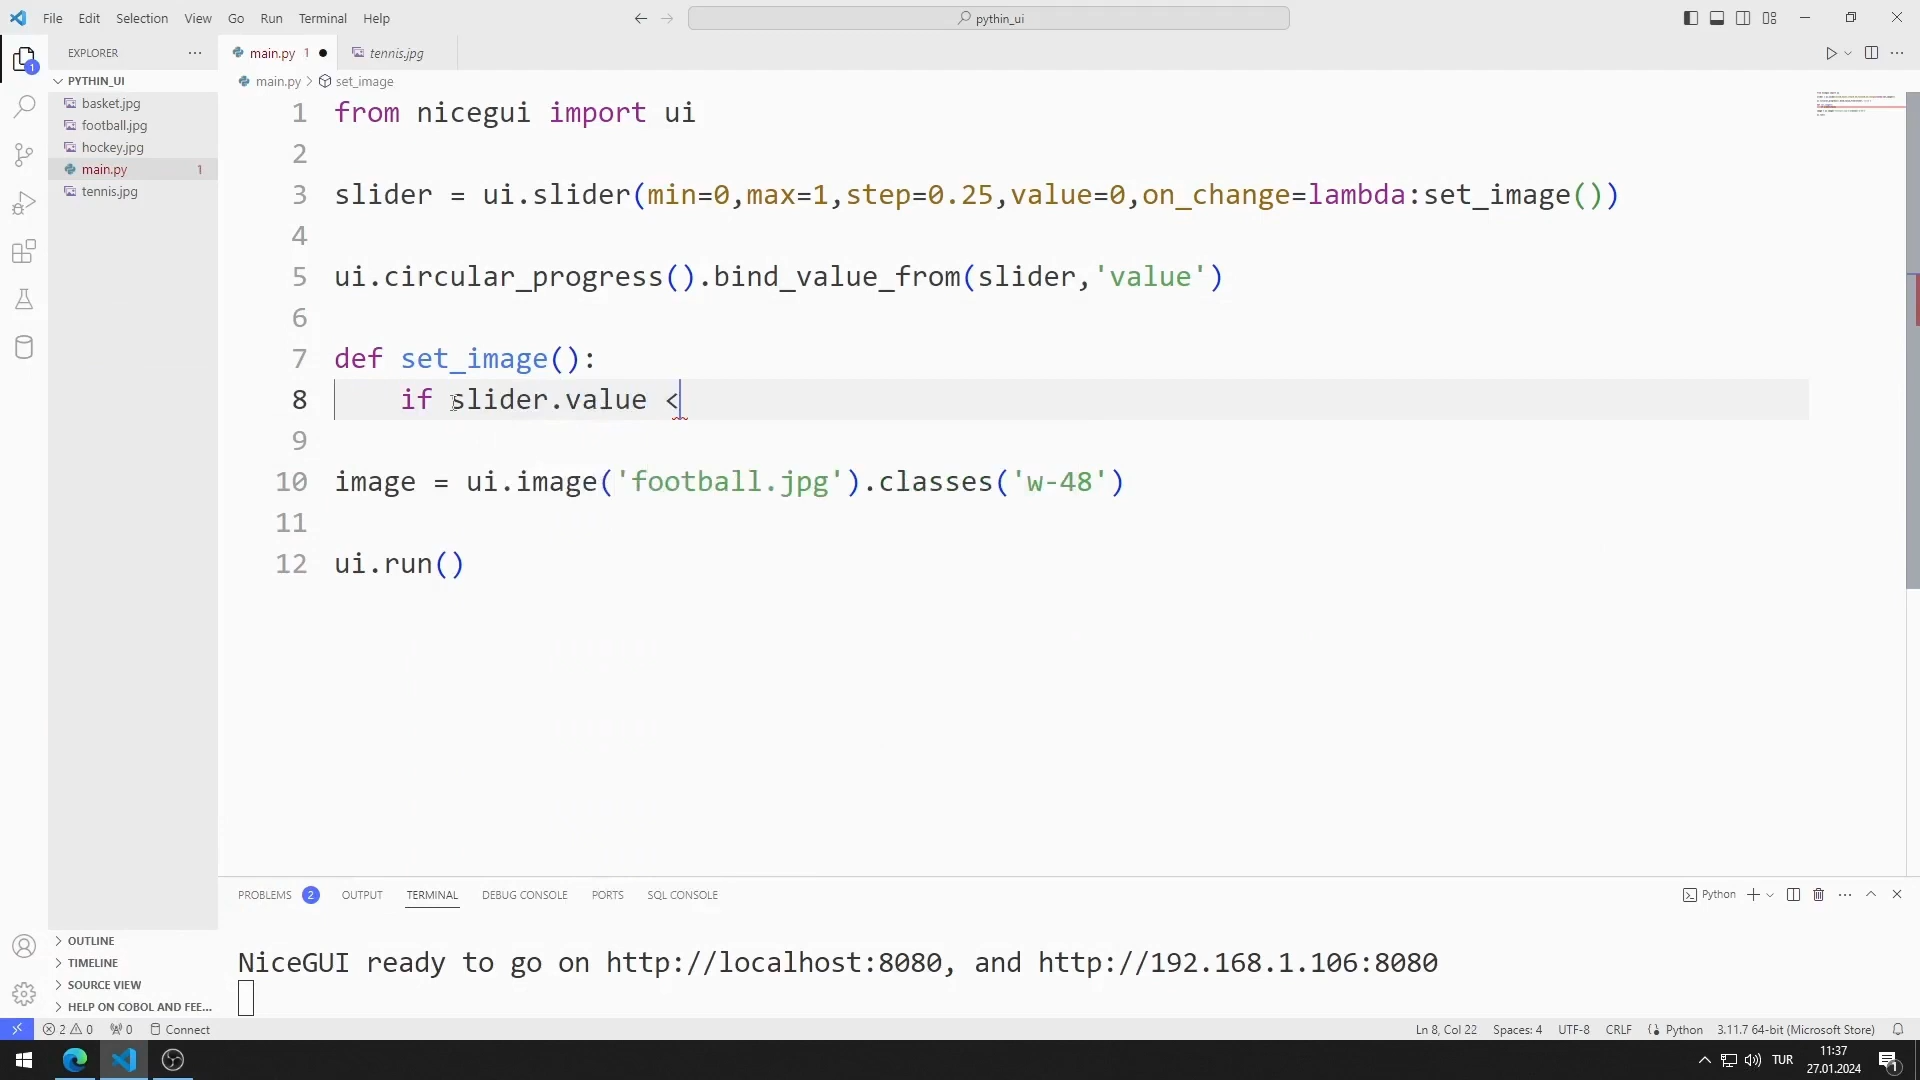 File Edit Selection View Go Run Terminal Help
pythin_ui
EXPLORER
main.py 1
tennis.jpg
PYTHIN_UI
main.py > set_image
basket.jpg
football.jpg
hockey.jpg
main.py 1
tennis.jpg
1 from nicegui import ui
2
3 slider = ui.slider(min=0,max=1,step=0.25,value=0,on_change=lambda:set_image())
4
5 ui.circular_progress().bind_value_from(slider,'value')
6
7 def set_image():
8 if slider.value <
9
10 image = ui.image('football.jpg').classes('w-48')
11
12 ui.run()
PROBLEMS 2 OUTPUT TERMINAL DEBUG CONSOLE PORTS SQL CONSOLE
Python
NiceGUI ready to go on http://localhost:8080, and http://192.168.1.106:8080
OUTLINE
TIMELINE
SOURCE VIEW
HELP ON COBOL AND FEE...
2 0 0 Connect
Ln 8, Col 22 Spaces: 4 UTF-8 CRLF Python 3.11.7 64-bit (Microsoft Store)
TUR
11:37
27.01.2024
1
1